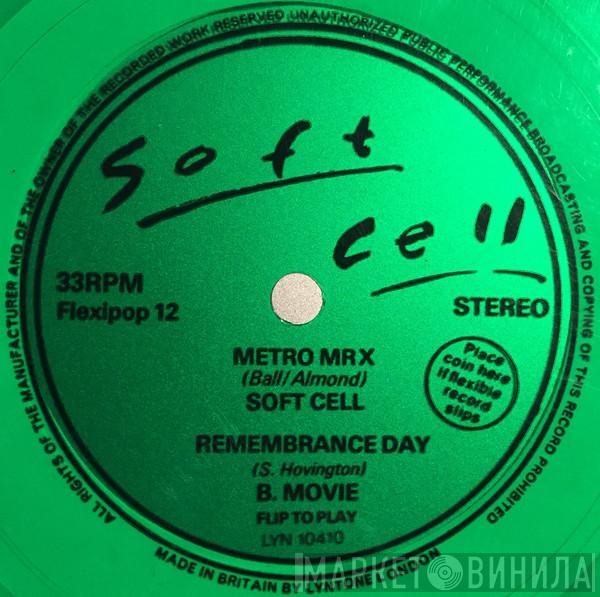 ALL RIGHTS OF THE MANUFACTURER AND OF THE OWNER OF THE RECORDED WORK RESERVED UNAUTHORIZED PUBLIC PERFORMANCE BROADCASTING AND COPYING OF THIS RECORD PROHIBITED
Soft
Cell
33RPM
Flexipop 12
STEREO
METRO MRX
(Ball/Almond)
SOFT CELL
Place
coin here
if flexible
record
slips
REMEMBRANCE DAY
(S. Hovington)
B. MOVIE
FLIP TO PLAY
LYN 10410
MADE IN BRITAIN BY LYNTONE LONDON
МАРКЕТ ВИНИЛА